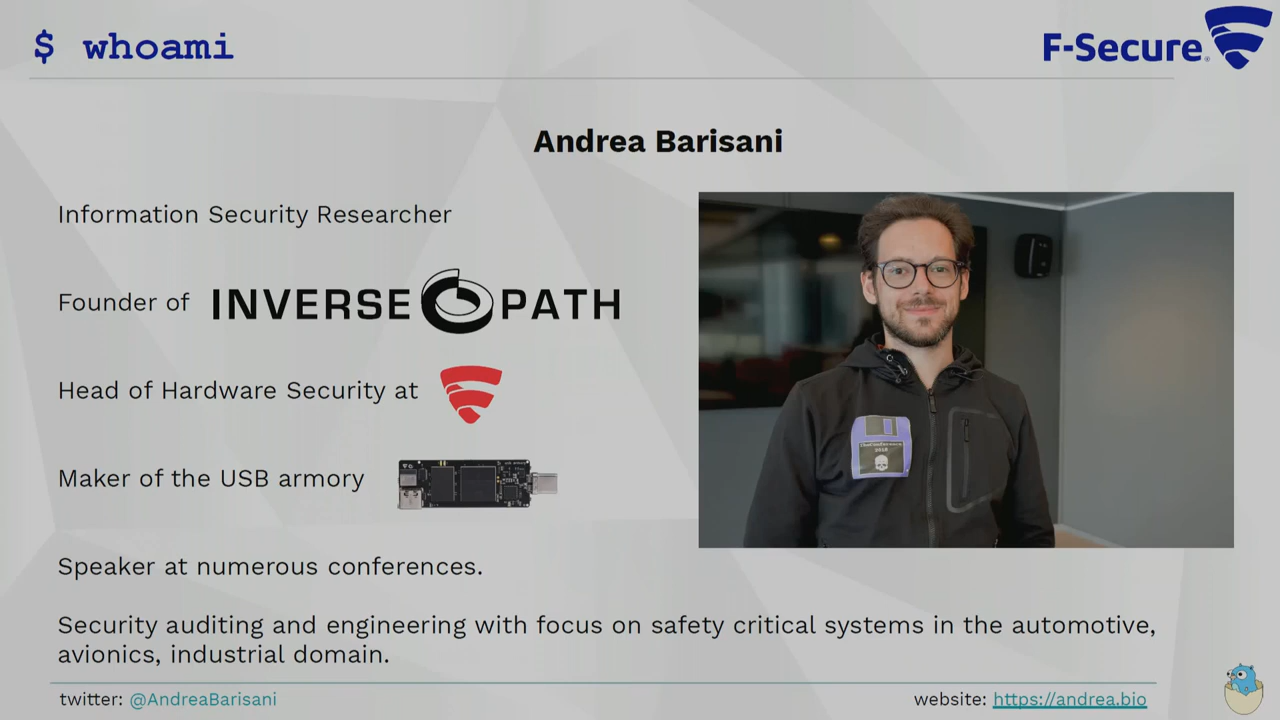 $ whoami
F-Secure®
Andrea Barisani
Information Security Researcher
Founder of INVERSE PATH
Head of Hardware Security at
Maker of the USB armory
Speaker at numerous conferences.
Security auditing and engineering with focus on safety critical systems in the automotive,
avionics, industrial domain.
twitter: @AndreaBarisani
website: https://andrea.bio